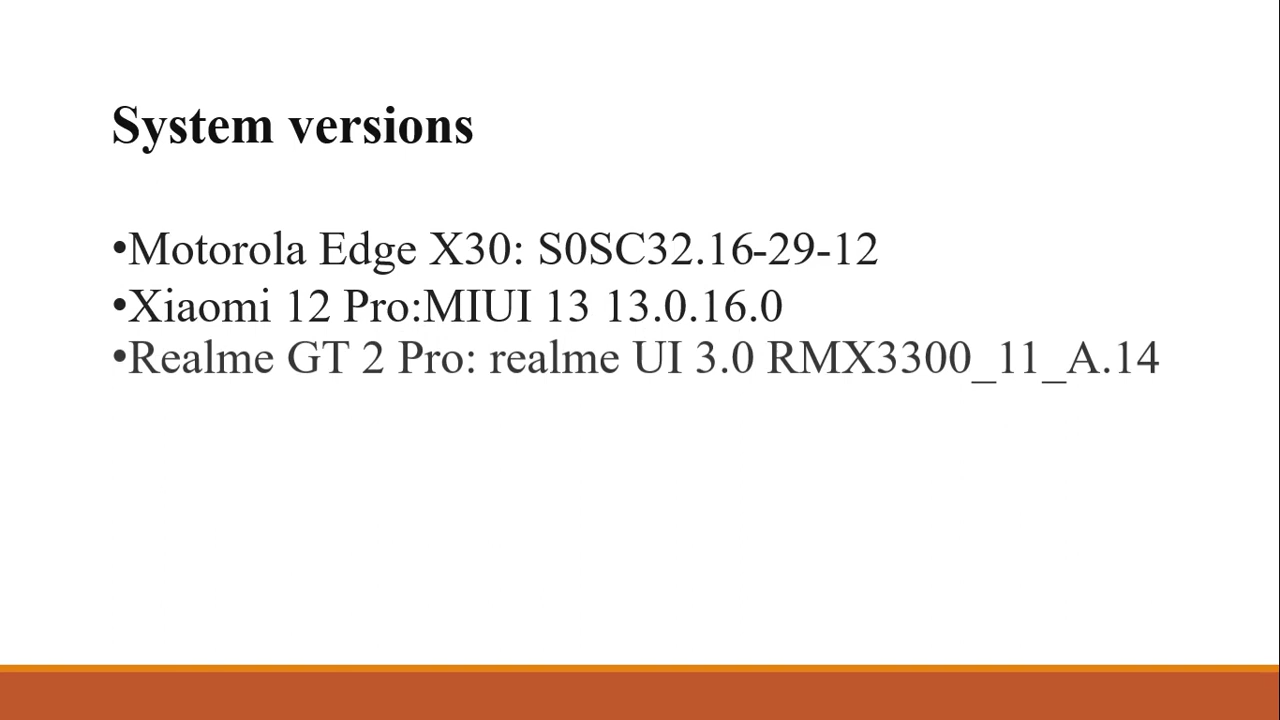 System versions
•Motorola Edge X30: S0SC32.16-29-12
•Xiaomi 12 Pro:MIUI 13 13.0.16.0
•Realme GT 2 Pro: realme UI 3.0 RMX3300_11_A.14